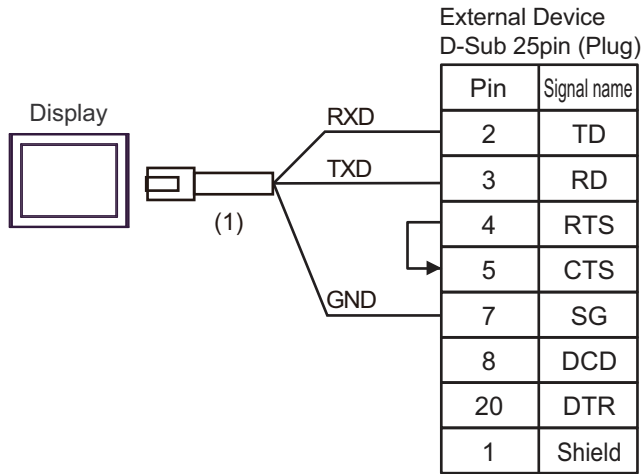 External Device
D-Sub 25pin (Plug)
Pin Signal name
Display
RXD
2 TD
TXD
3 RD
(1)
4 RTS
5 CTS
GND
7 SG
8 DCD
20 DTR
1 Shield